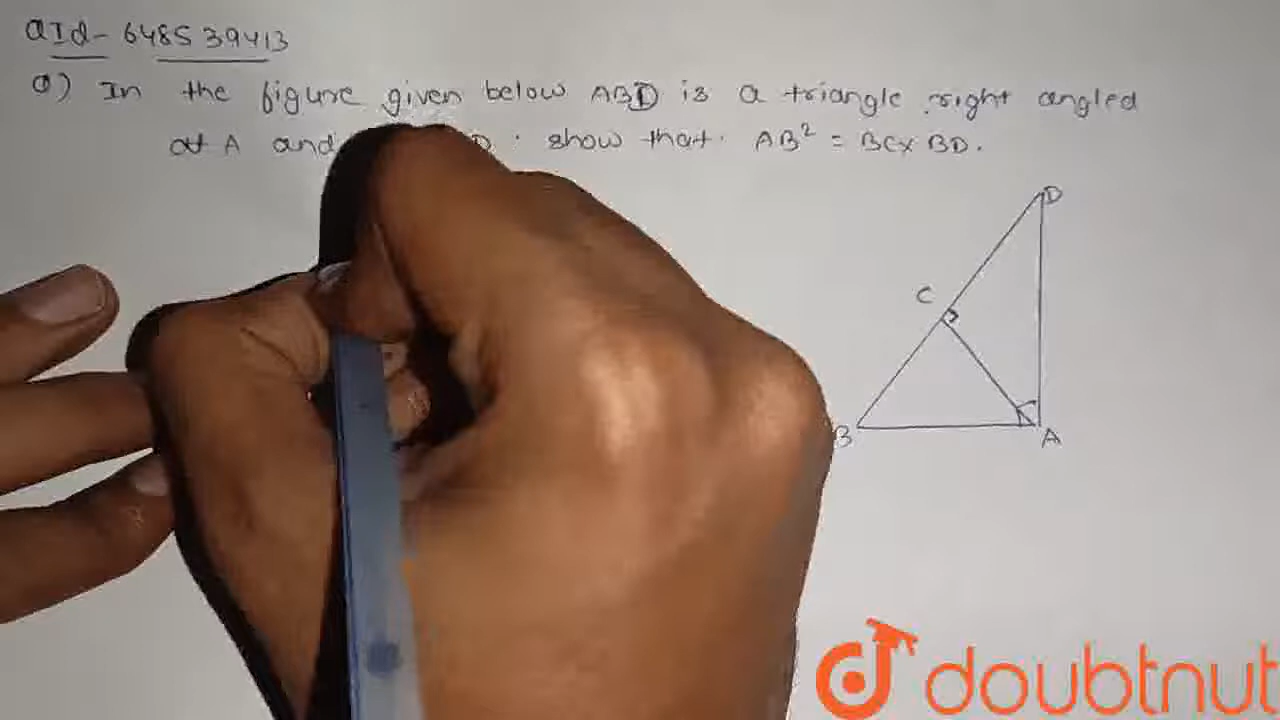 QId- 648539413
Q) In the figure given below ABD is a triangle right angled
at A and D. show that. AB² = BC× BD.
D
C
B
A
doubtnut